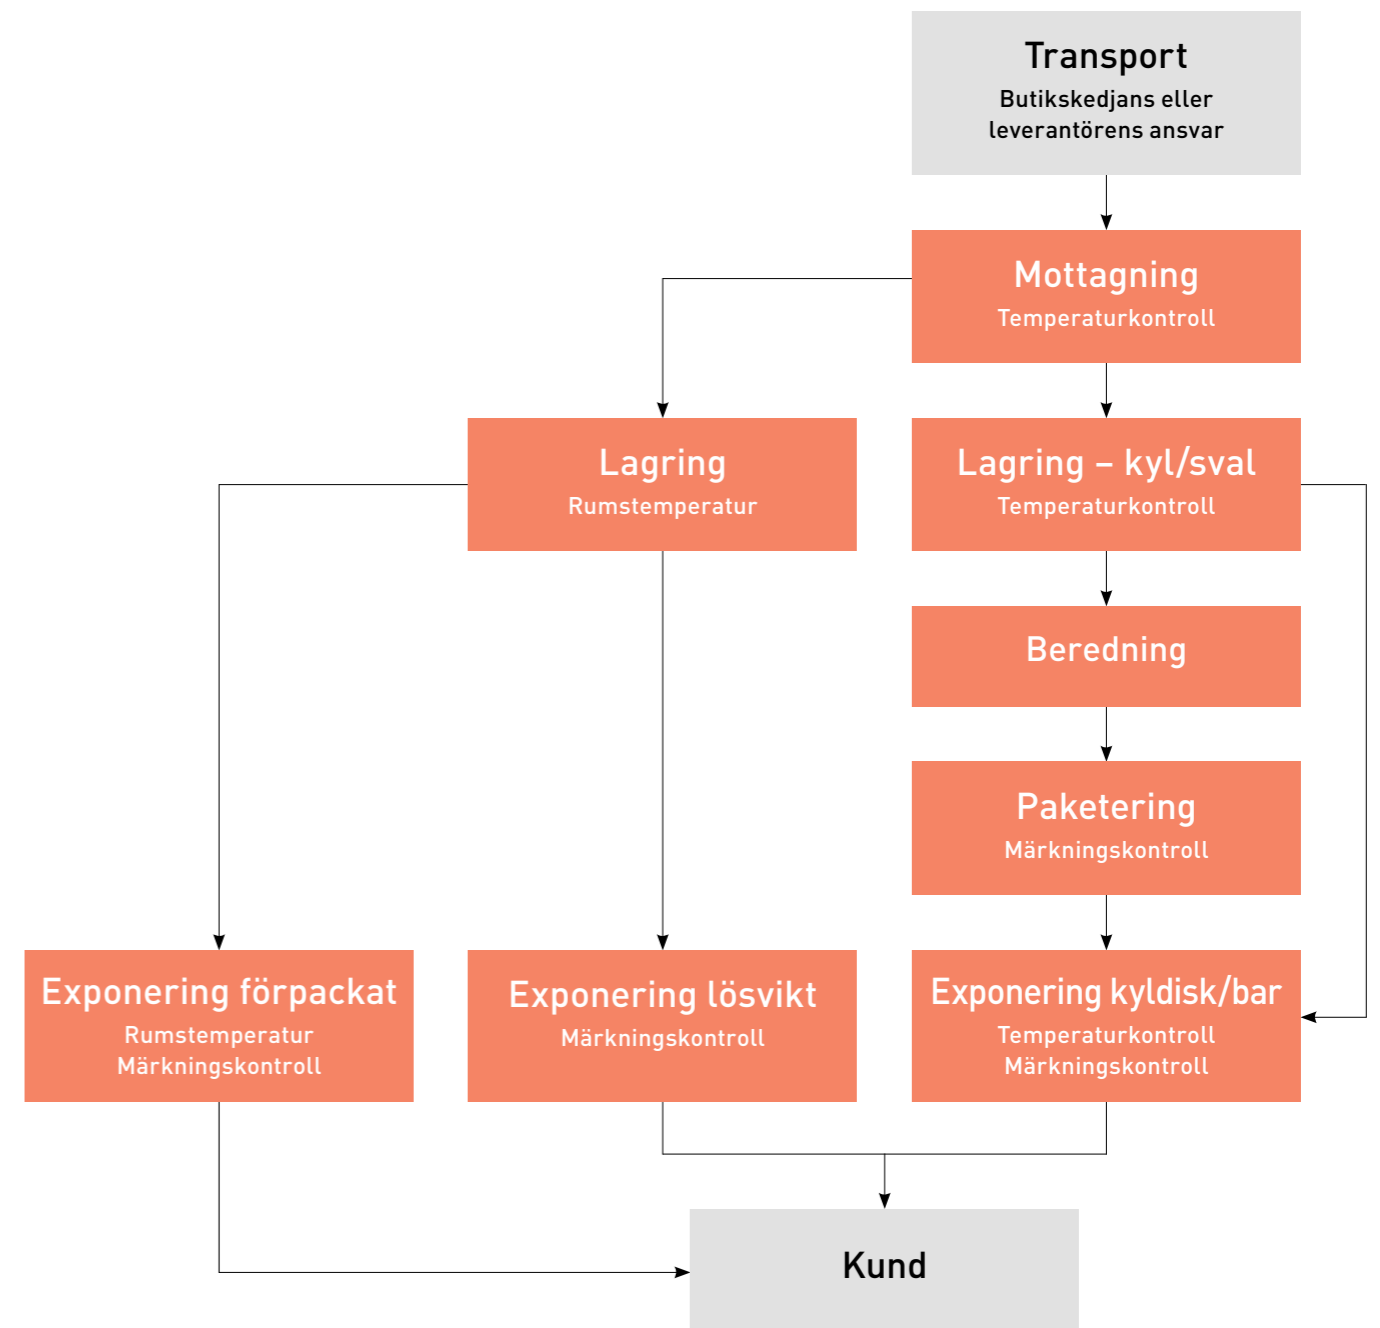 Transport
Butikskedjans eller
leverantörens ansvar
Mottagning
Temperaturkontroll
Lagring
Rumstemperatur
Lagring – kyl/sval
Temperaturkontroll
Beredning
Paketering
Märkningskontroll
Exponering förpackat
Rumstemperatur
Märkningskontroll
Exponering lösvikt
Märkningskontroll
Exponering kyldisk/bar
Temperaturkontroll
Märkningskontroll
Kund